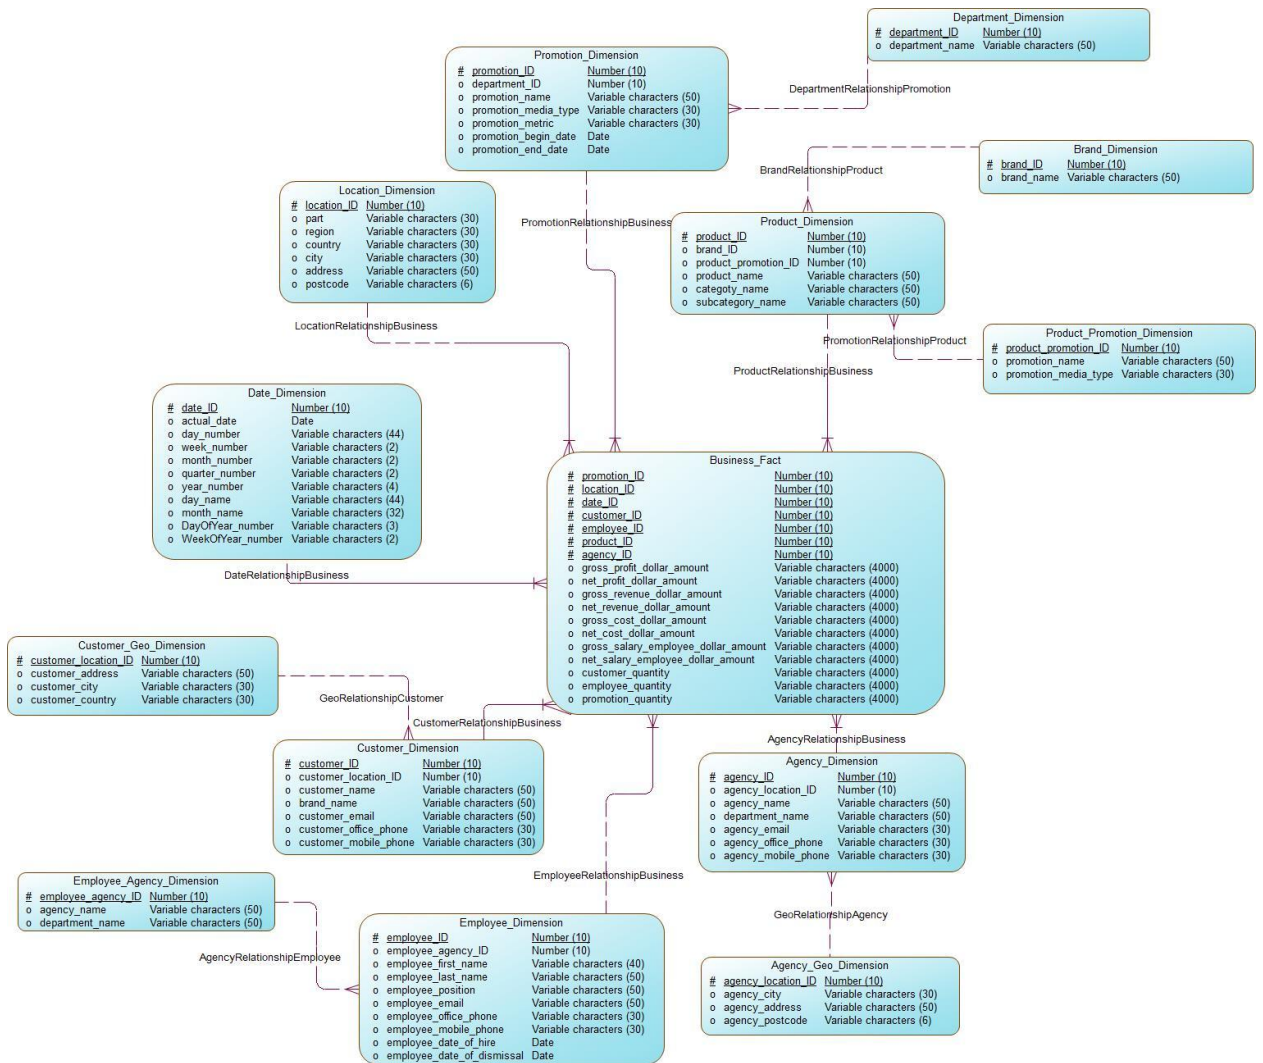 Department_Dimension
# department_ID Number (10)
o department_name Variable characters (50)
DepartmentRelationshipPromotion
Promotion_Dimension
# promotion_ID Number (10)
o department_ID Number (10)
o promotion_name Variable characters (50)
o promotion_media_type Variable characters (30)
o promotion_metric Variable characters (30)
o promotion_begin_date Date
o promotion_end_date Date
Brand_Dimension
# brand_ID Number (10)
o brand_name Variable characters (50)
BrandRelationshipProduct
Location_Dimension
# location_ID Number (10)
o part Variable characters (30)
o region Variable characters (30)
o country Variable characters (30)
o city Variable characters (30)
o address Variable characters (50)
o postcode Variable characters (6)
PromotionRelationshipBusiness
Product_Dimension
# product_ID Number (10)
o brand_ID Number (10)
o product_promotion_ID Number (10)
o product_name Variable characters (50)
o categoty_name Variable characters (50)
o subcategory_name Variable characters (50)
LocationRelationshipBusiness
PromotionRelationshipProduct
Product_Promotion_Dimension
# product_promotion_ID Number (10)
o promotion_name Variable characters (50)
o promotion_media_type Variable characters (30)
ProductRelationshipBusiness
Date_Dimension
# date_ID Number (10)
o actual_date Date
o day_number Variable characters (44)
o week_number Variable characters (2)
o month_number Variable characters (2)
o quarter_number Variable characters (2)
o year_number Variable characters (4)
o day_name Variable characters (44)
o month_name Variable characters (32)
o DayOfYear_number Variable characters (3)
o WeekOfYear_number Variable characters (2)
DateRelationshipBusiness
Business_Fact
# promotion_ID Number (10)
# location_ID Number (10)
# date_ID Number (10)
# customer_ID Number (10)
# employee_ID Number (10)
# product_ID Number (10)
# agency_ID Number (10)
o gross_profit_dollar_amount Variable characters (4000)
o net_profit_dollar_amount Variable characters (4000)
o gross_revenue_dollar_amount Variable characters (4000)
o net_revenue_dollar_amount Variable characters (4000)
o gross_cost_dollar_amount Variable characters (4000)
o net_cost_dollar_amount Variable characters (4000)
o gross_salary_employee_dollar_amount Variable characters (4000)
o net_salary_employee_dollar_amount Variable characters (4000)
o customer_quantity Variable characters (4000)
o employee_quantity Variable characters (4000)
o promotion_quantity Variable characters (4000)
Customer_Geo_Dimension
# customer_location_ID Number (10)
o customer_address Variable characters (50)
o customer_city Variable characters (30)
o customer_country Variable characters (30)
GeoRelationshipCustomer
CustomerRelationshipBusiness
Customer_Dimension
# customer_ID Number (10)
o customer_location_ID Number (10)
o customer_name Variable characters (50)
o brand_name Variable characters (50)
o customer_email Variable characters (50)
o customer_office_phone Variable characters (30)
o customer_mobile_phone Variable characters (30)
AgencyRelationshipBusiness
Agency_Dimension
# agency_ID Number (10)
o agency_location_ID Number (10)
o agency_name Variable characters (50)
o department_name Variable characters (50)
o agency_email Variable characters (30)
o agency_office_phone Variable characters (30)
o agency_mobile_phone Variable characters (30)
EmployeeRelationshipBusiness
Employee_Agency_Dimension
# employee_agency_ID Number (10)
o agency_name Variable characters (50)
o department_name Variable characters (50)
AgencyRelationshipEmployee
Employee_Dimension
# employee_ID Number (10)
o employee_agency_ID Number (10)
o employee_first_name Variable characters (40)
o employee_last_name Variable characters (50)
o employee_position Variable characters (50)
o employee_email Variable characters (50)
o employee_office_phone Variable characters (30)
o employee_mobile_phone Variable characters (30)
o employee_date_of_hire Date
o employee_date_of_dismissal Date
GeoRelationshipAgency
Agency_Geo_Dimension
# agency_location_ID Number (10)
o agency_city Variable characters (30)
o agency_address Variable characters (50)
o agency_postcode Variable characters (6)